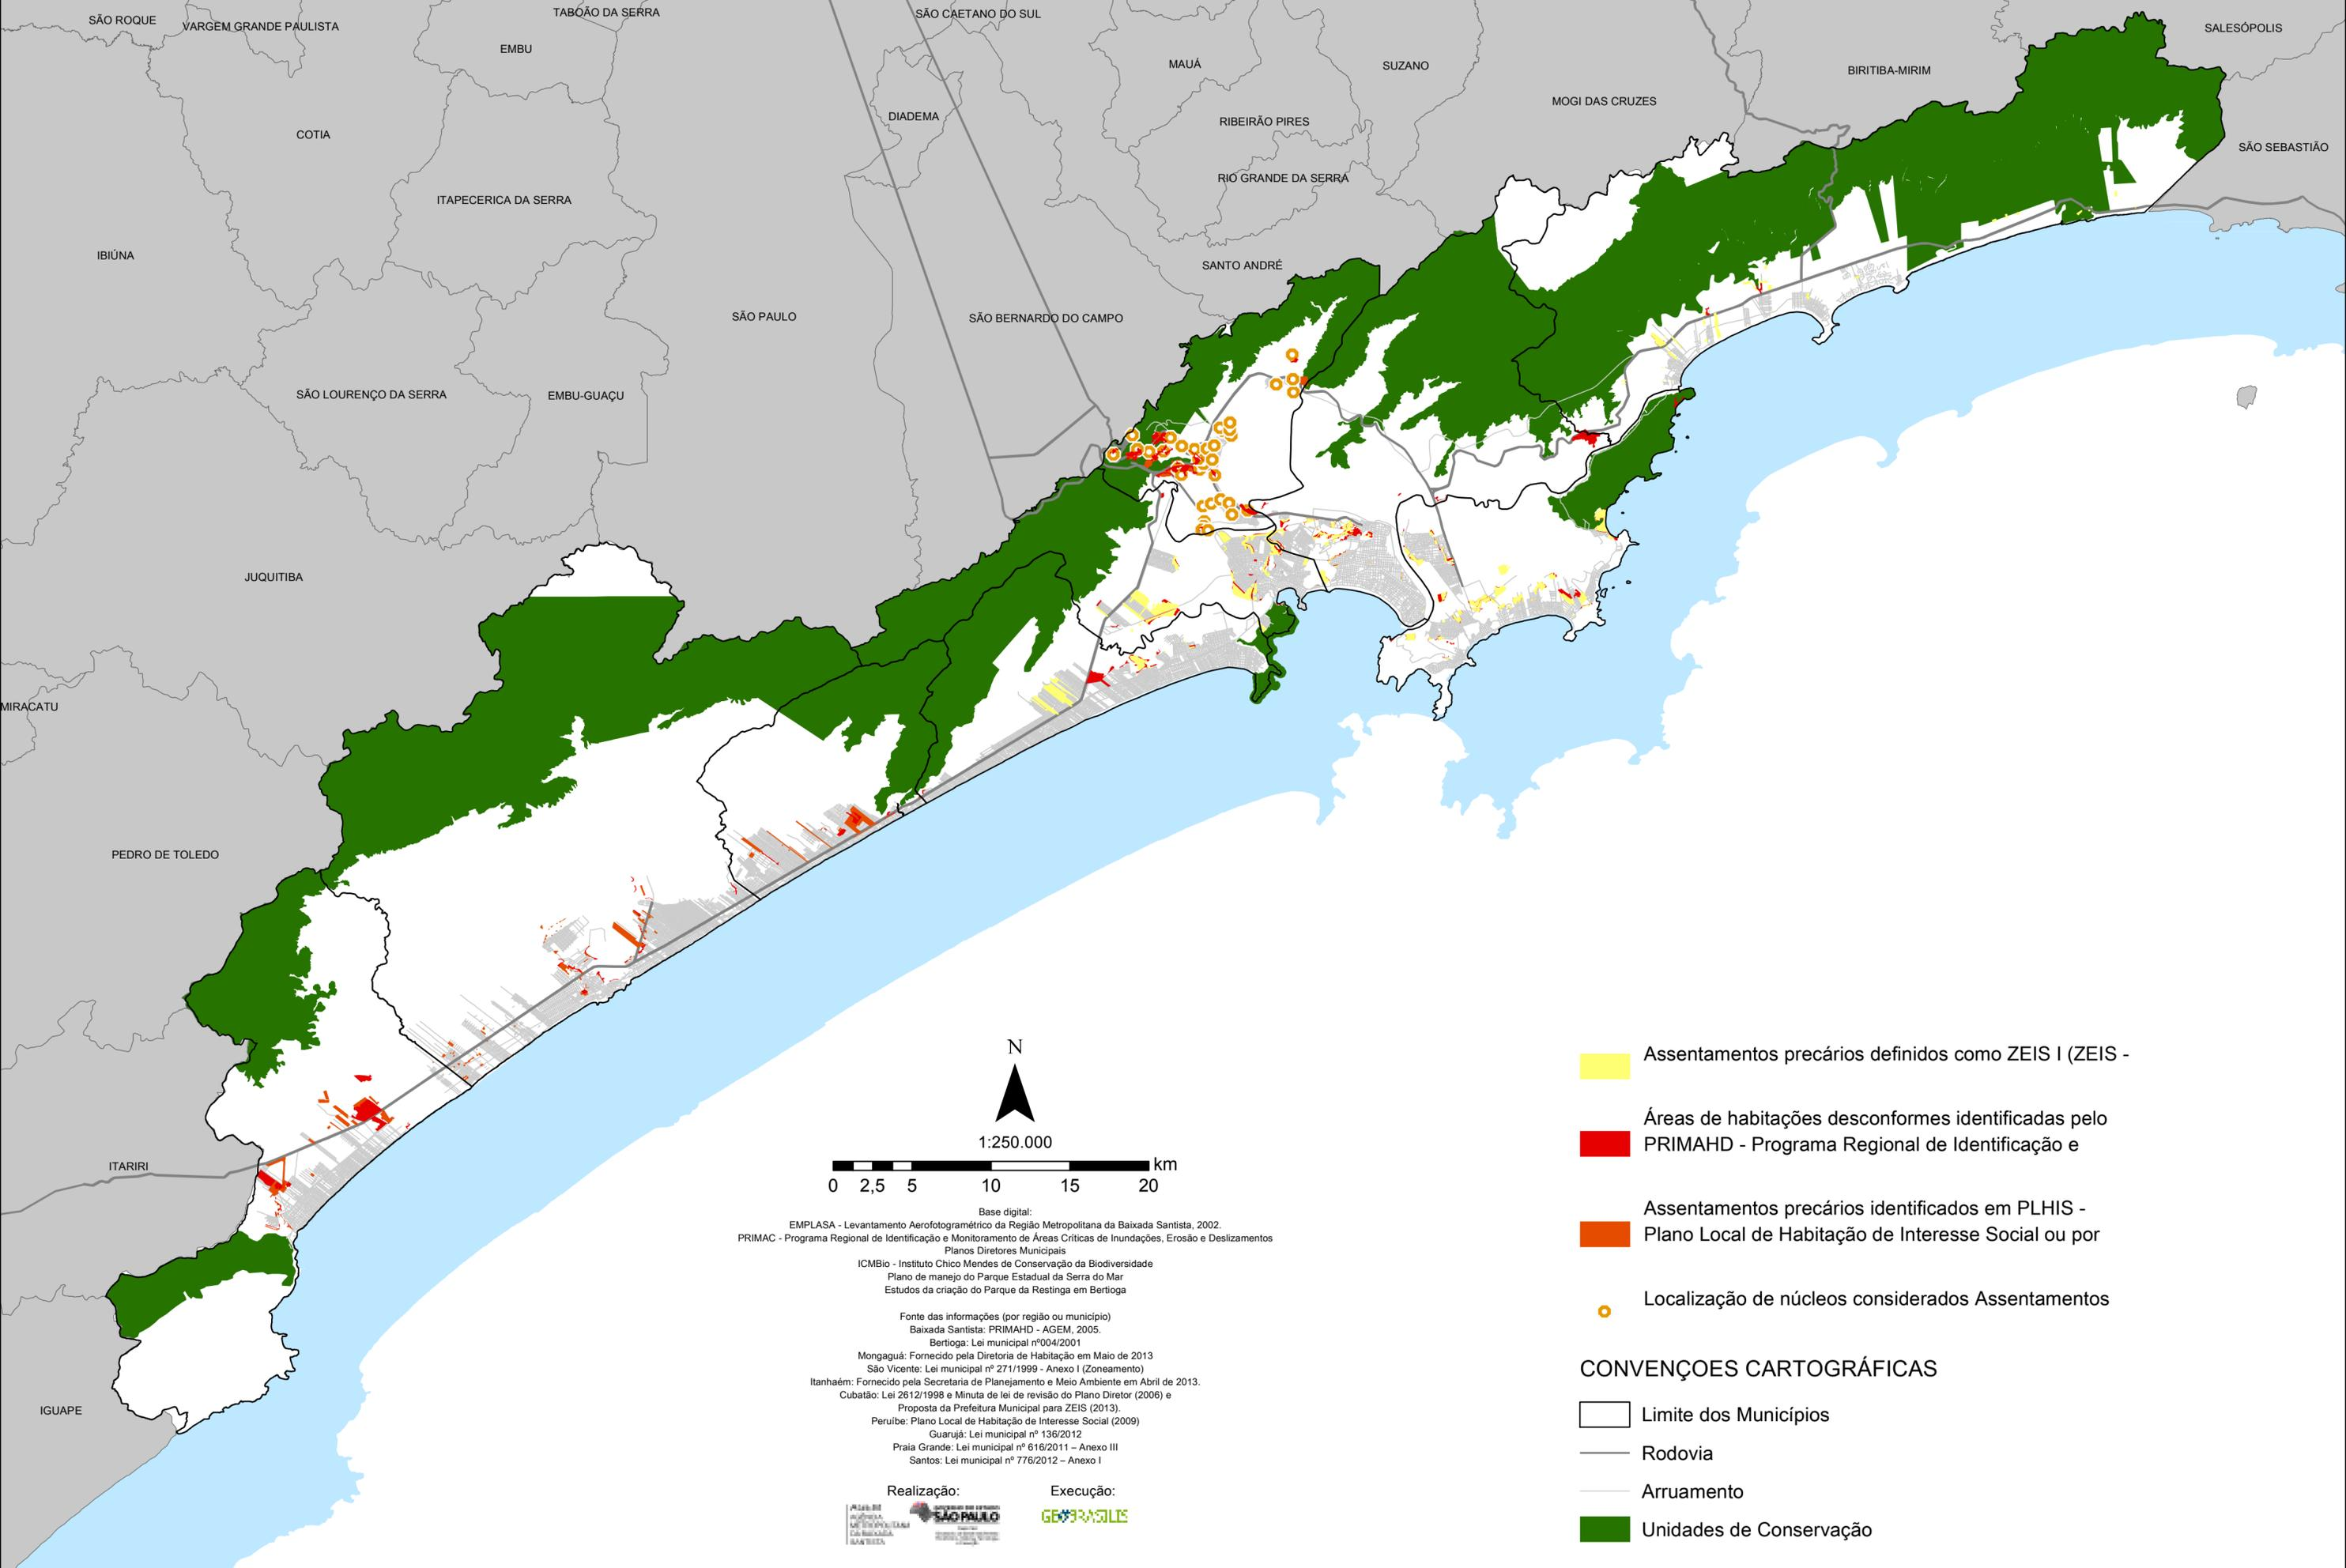 SÃO ROQUE
VARGEM GRANDE PAULISTA
TABOÃO DA SERRA
SÃO CAETANO DO SUL
SALESÓPOLIS
EMBU
MAUÁ
SUZANO
BIRITIBA-MIRIM
MOGI DAS CRUZES
DIADEMA
RIBEIRÃO PIRES
COTIA
SÃO SEBASTIÃO
RIO GRANDE DA SERRA
ITAPECERICA DA SERRA
IBIÚNA
SANTO ANDRÉ
SÃO PAULO
SÃO BERNARDO DO CAMPO
SÃO LOURENÇO DA SERRA
EMBU-GUAÇU
JUQUITIBA
MIRACATU
PEDRO DE TOLEDO
ITARIRI
IGUAPE
N
1:250.000
km
0 2,5 5 10 15 20
Base digital:
EMPLASA - Levantamento Aerofotogramétrico da Região Metropolitana da Baixada Santista, 2002.
PRIMAC - Programa Regional de Identificação e Monitoramento de Áreas Críticas de Inundações, Erosão e Deslizamentos
Planos Diretores Municipais
ICMBio - Instituto Chico Mendes de Conservação da Biodiversidade
Plano de manejo do Parque Estadual da Serra do Mar
Estudos da criação do Parque da Restinga em Bertioga
Fonte das informações (por região ou município)
Baixada Santista: PRIMAHD - AGEM, 2005.
Bertioga: Lei municipal nº004/2001
Mongaguá: Fornecido pela Diretoria de Habitação em Maio de 2013
São Vicente: Lei municipal nº 271/1999 - Anexo I (Zoneamento)
Itanhaém: Fornecido pela Secretaria de Planejamento e Meio Ambiente em Abril de 2013.
Cubatão: Lei 2612/1998 e Minuta de lei de revisão do Plano Diretor (2006) e
Proposta da Prefeitura Municipal para ZEIS (2013).
Peruíbe: Plano Local de Habitação de Interesse Social (2009)
Guarujá: Lei municipal nº 136/2012
Praia Grande: Lei municipal nº 616/2011 – Anexo III
Santos: Lei municipal nº 776/2012 – Anexo I
Realização:
Execução:
SÃO PAULO
GEOBRASILIS
Assentamentos precários definidos como ZEIS I (ZEIS -
Áreas de habitações desconformes identificadas pelo
PRIMAHD - Programa Regional de Identificação e
Assentamentos precários identificados em PLHIS -
Plano Local de Habitação de Interesse Social ou por
Localização de núcleos considerados Assentamentos
CONVENÇOES CARTOGRÁFICAS
Limite dos Municípios
Rodovia
Arruamento
Unidades de Conservação